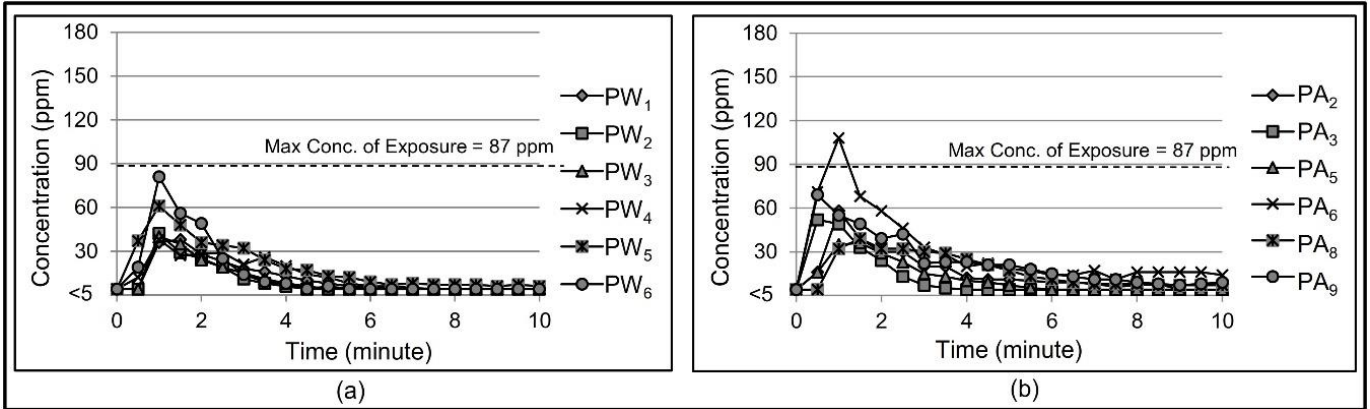 180
150
120
90
60
30
<5
Concentration (ppm)
Max Conc. of Exposure = 87 ppm
0 2 4 6 8 10
Time (minute)
PW₁
PW₂
PW₃
PW₄
PW₅
PW₆
(a)
180
150
120
90
60
30
<5
Concentration (ppm)
Max Conc. of Exposure = 87 ppm
0 2 4 6 8 10
Time (minute)
PA₂
PA₃
PA₅
PA₆
PA₈
PA₉
(b)